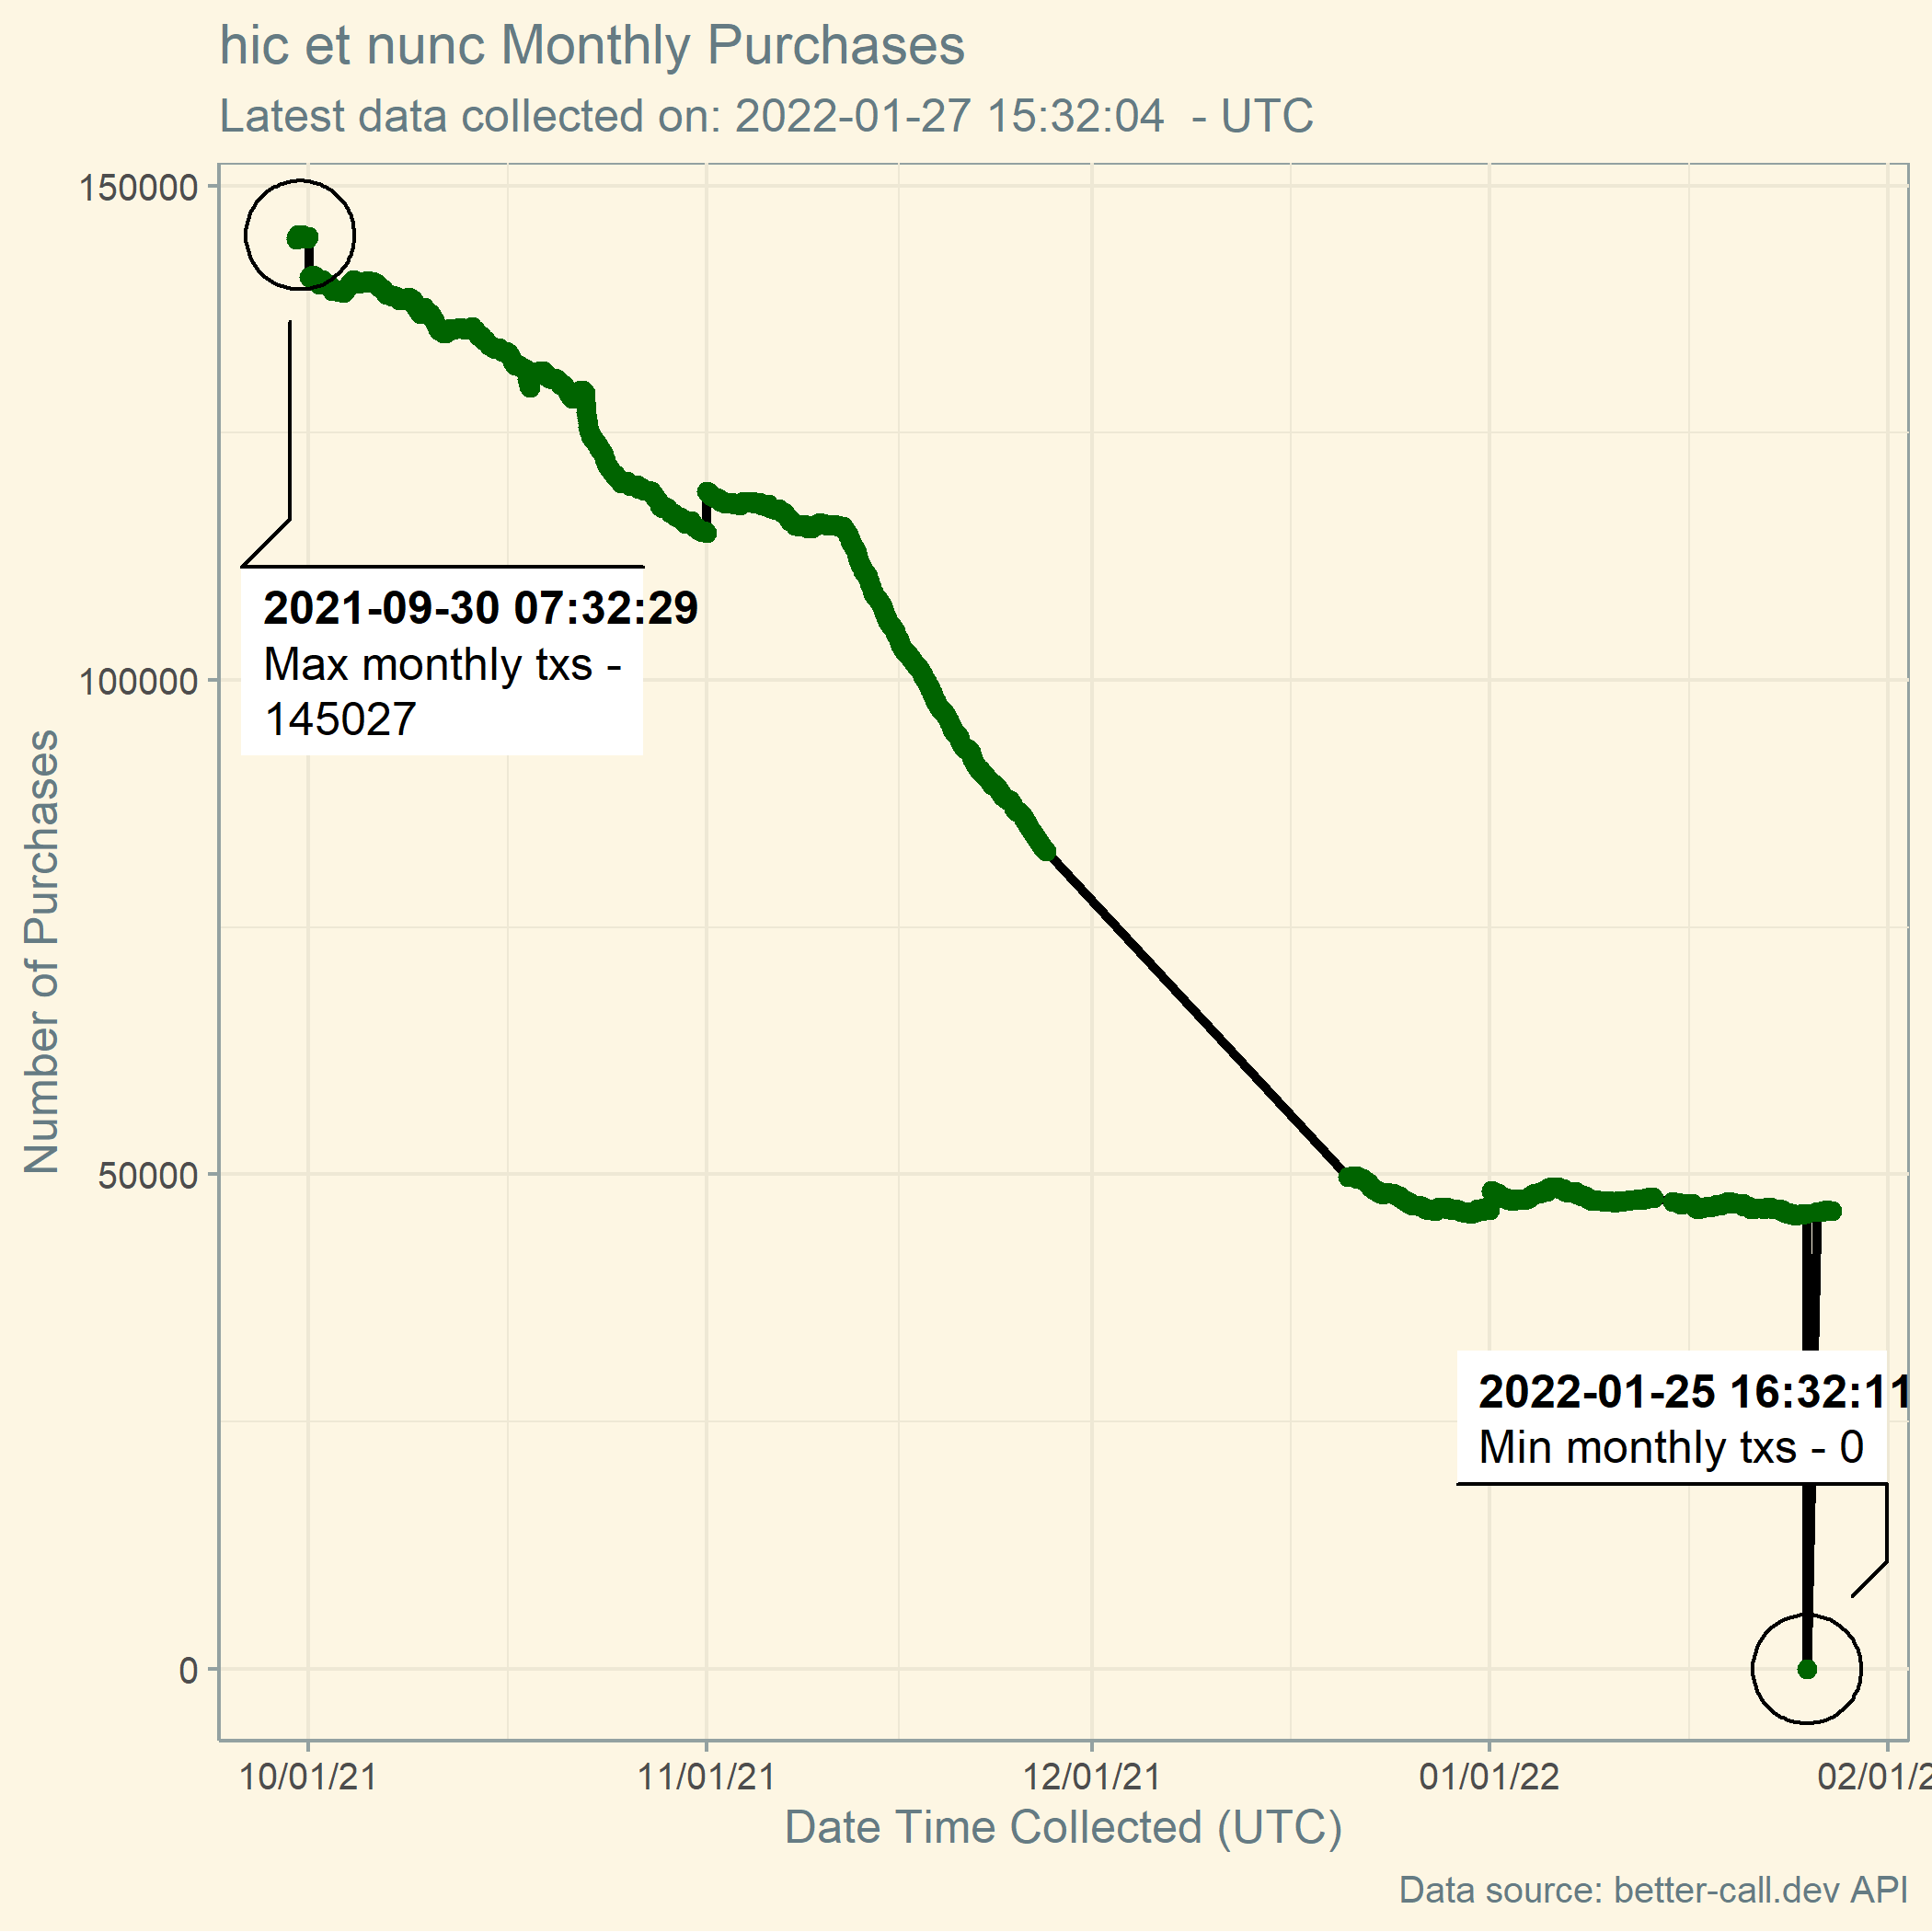 hic et nunc Monthly Purchases
Latest data collected on: 2022-01-27 15:32:04 - UTC
150000
100000
50000
0
Number of Purchases
2021-09-30 07:32:29
Max monthly txs -
145027
2022-01-25 16:32:11
Min monthly txs - 0
10/01/21
11/01/21
12/01/21
01/01/22
02/01/2
Date Time Collected (UTC)
Data source: better-call.dev API